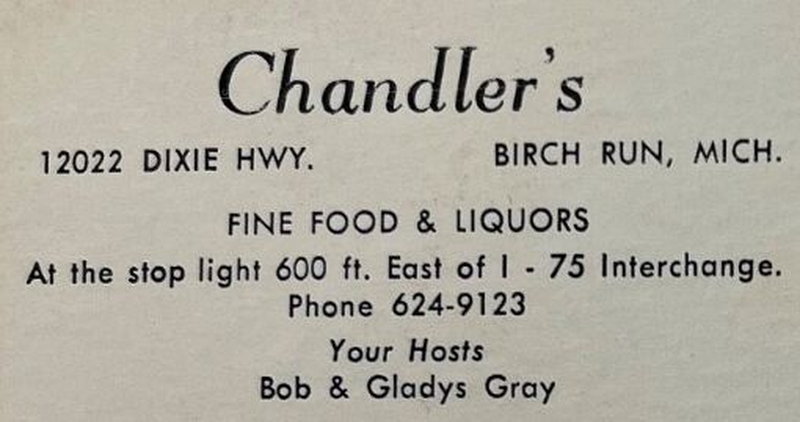 Chandler's
12022 DIXIE HWY. BIRCH RUN, MICH.
FINE FOOD & LIQUORS
At the stop light 600 ft. East of I - 75 Interchange.
Phone 624-9123
Your Hosts
Bob & Gladys Gray